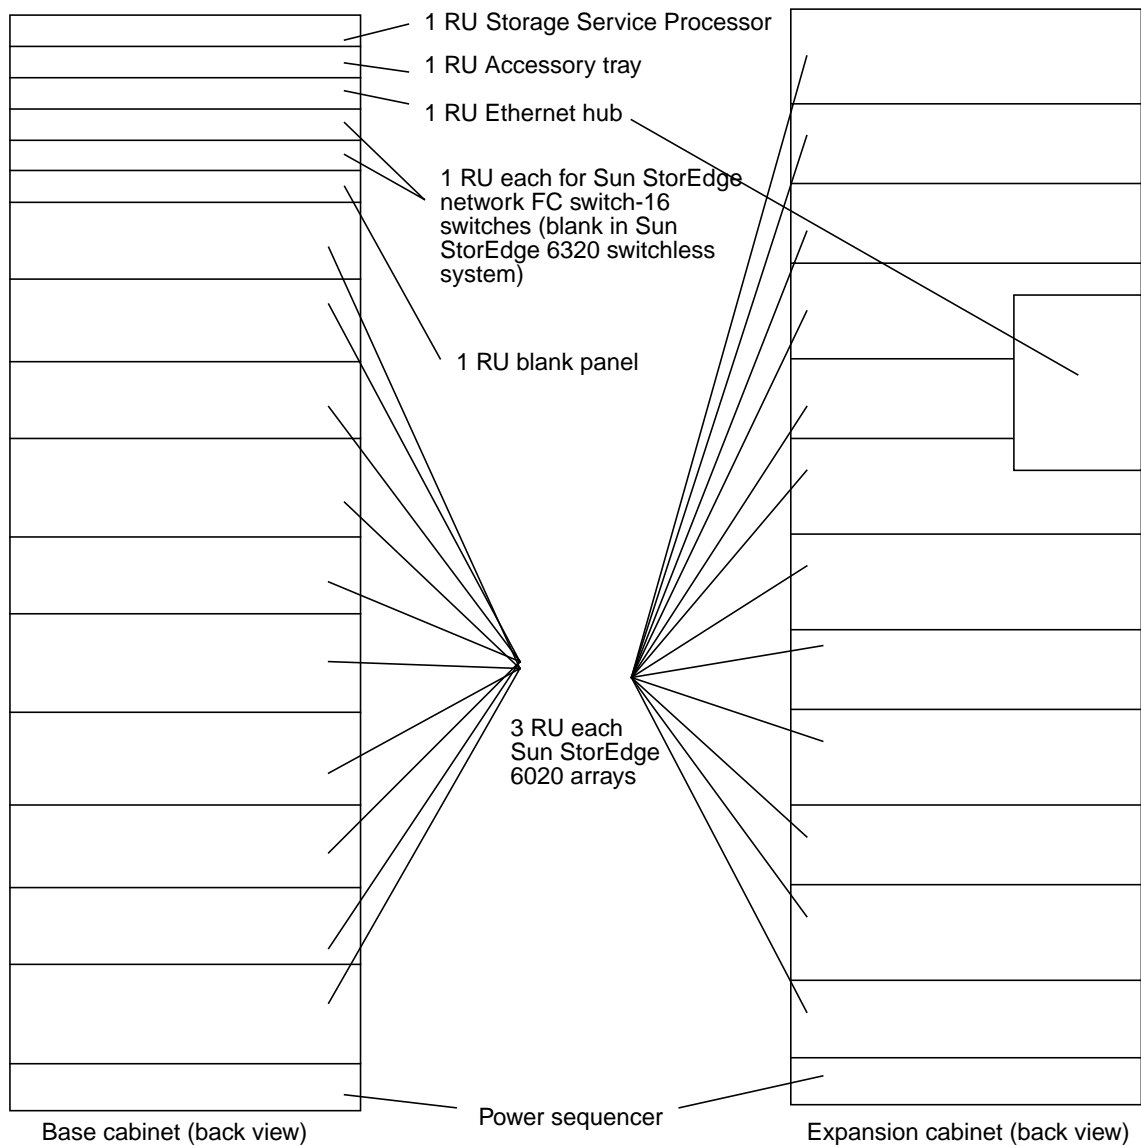 1 RU Storage Service Processor
1 RU Accessory tray
1 RU Ethernet hub
1 RU each for Sun StorEdge
network FC switch-16
switches (blank in Sun
StorEdge 6320 switchless
system)
1 RU blank panel
3 RU each
Sun StorEdge
6020 arrays
Power sequencer
Base cabinet (back view)
Expansion cabinet (back view)